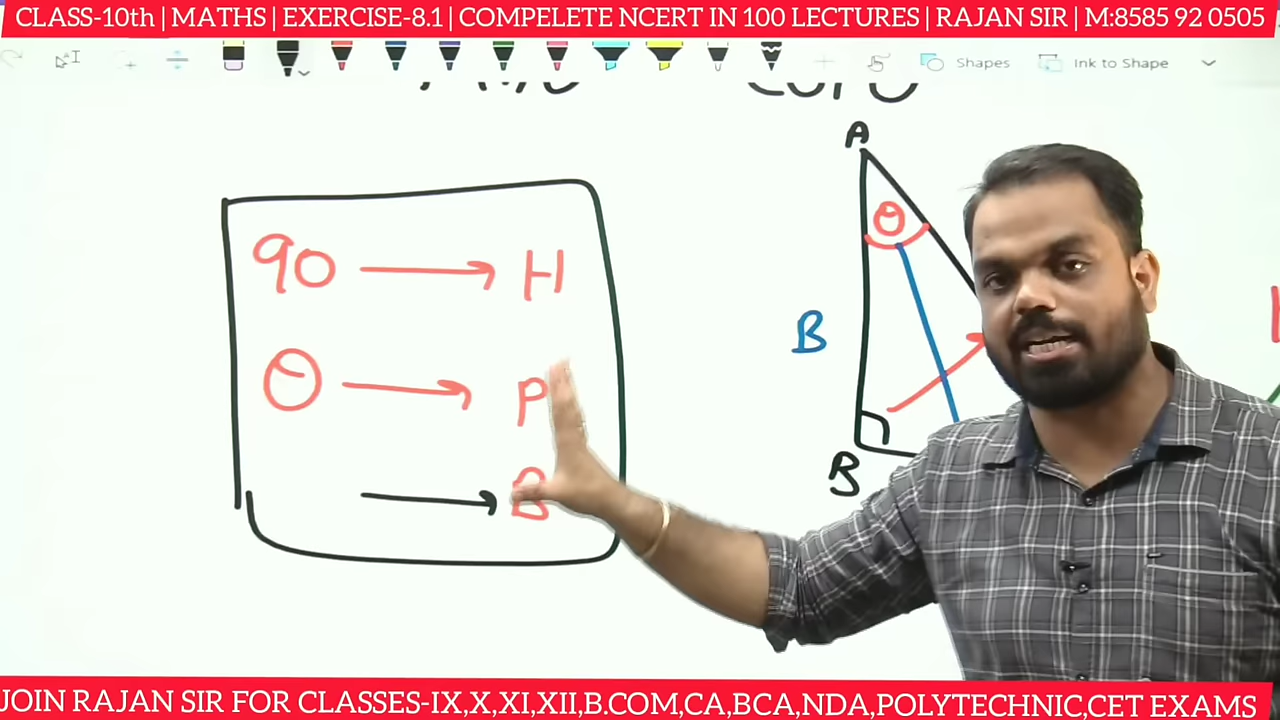 CLASS-10th | MATHS | EXERCISE-8.1 | COMPELETE NCERT IN 100 LECTURES | RAJAN SIR | M:8585 92 0505
Shapes
Ink to Shape
A
θ
90 → H
B
θ → P
→ B
B
JOIN RAJAN SIR FOR CLASSES-IX,X,XI,XII,B.COM,CA,BCA,NDA,POLYTECHNIC,CET EXAMS